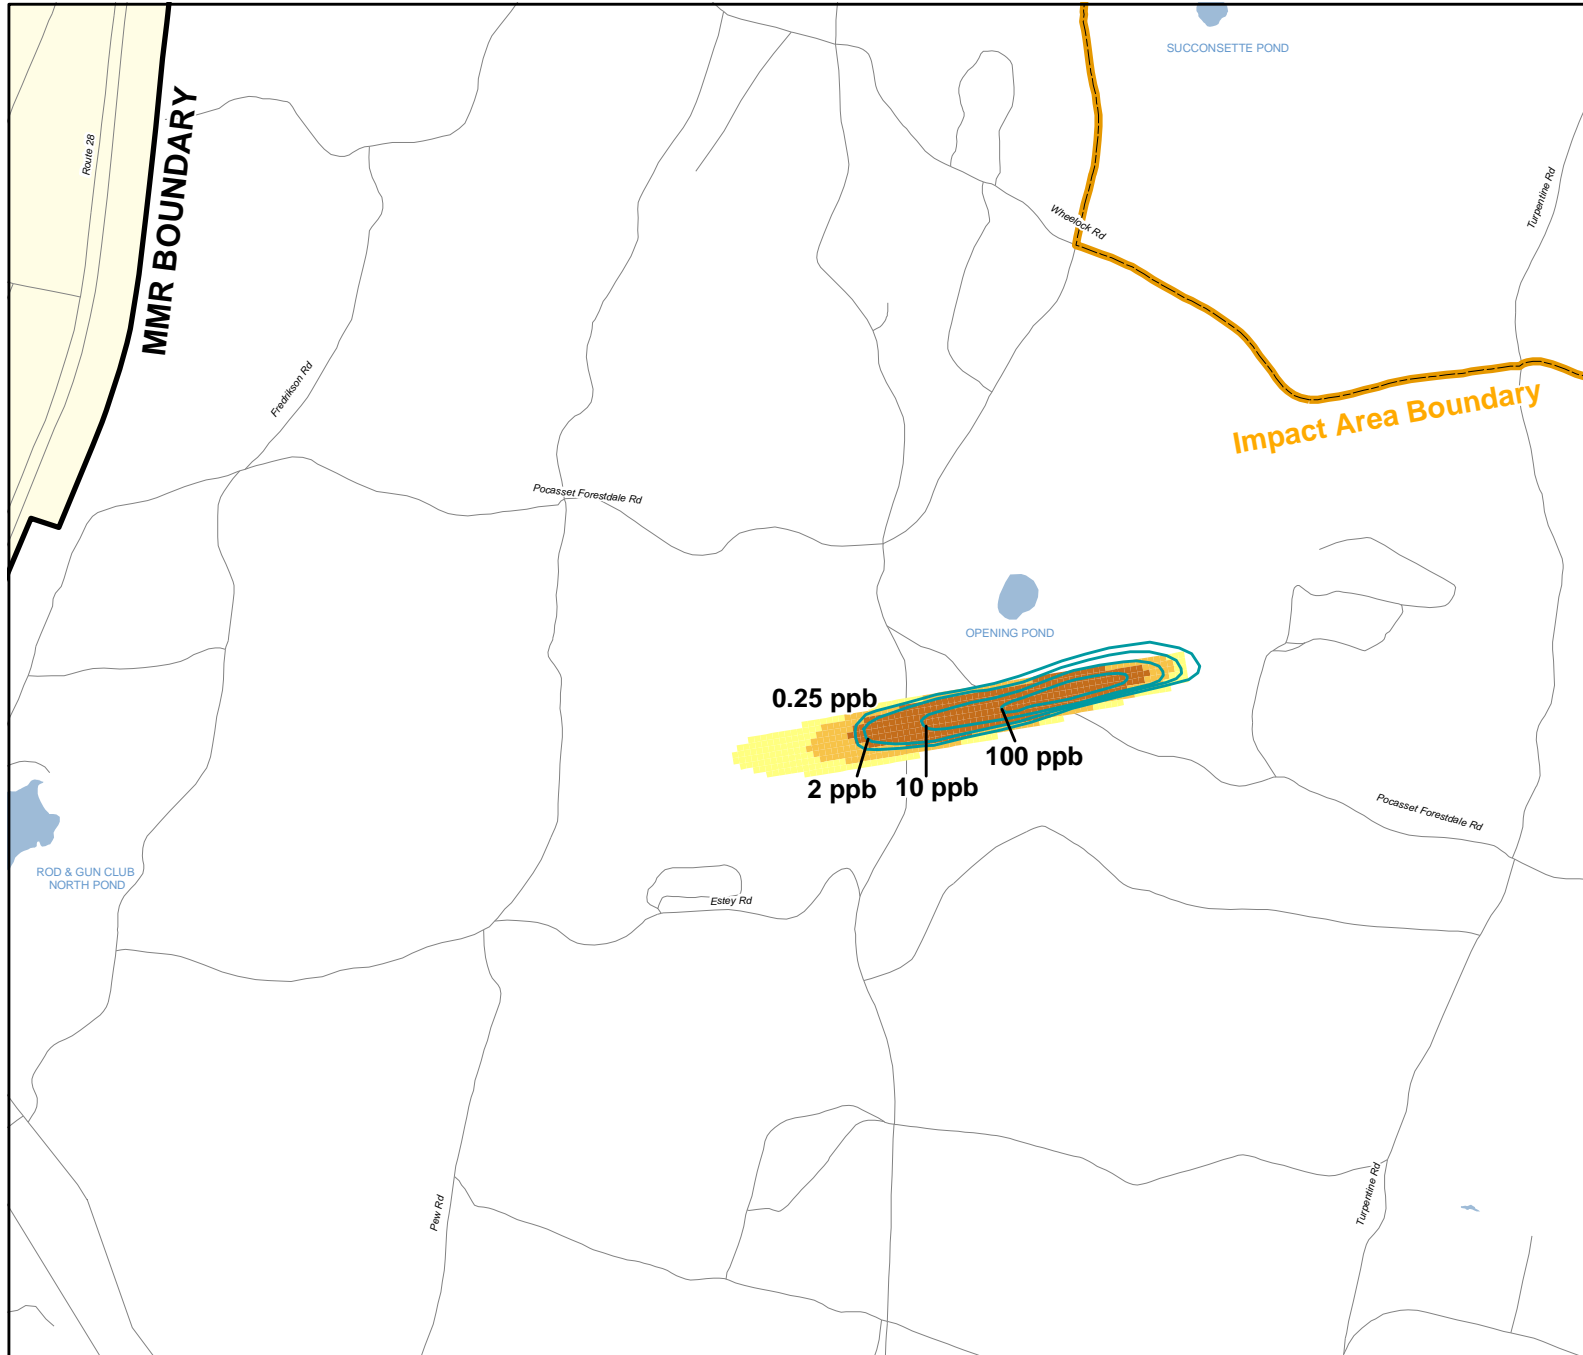 SUCCONSETTE POND
Route 28
MMR BOUNDARY
Turpentine Rd
Wheelock Rd
Fredrikson Rd
Impact Area Boundary
Pocasset Forestdale Rd
OPENING POND
0.25 ppb
100 ppb
2 ppb
10 ppb
Pocasset Forestdale Rd
ROD & GUN CLUB
NORTH POND
Estey Rd
Pew Rd
Turpentine Rd